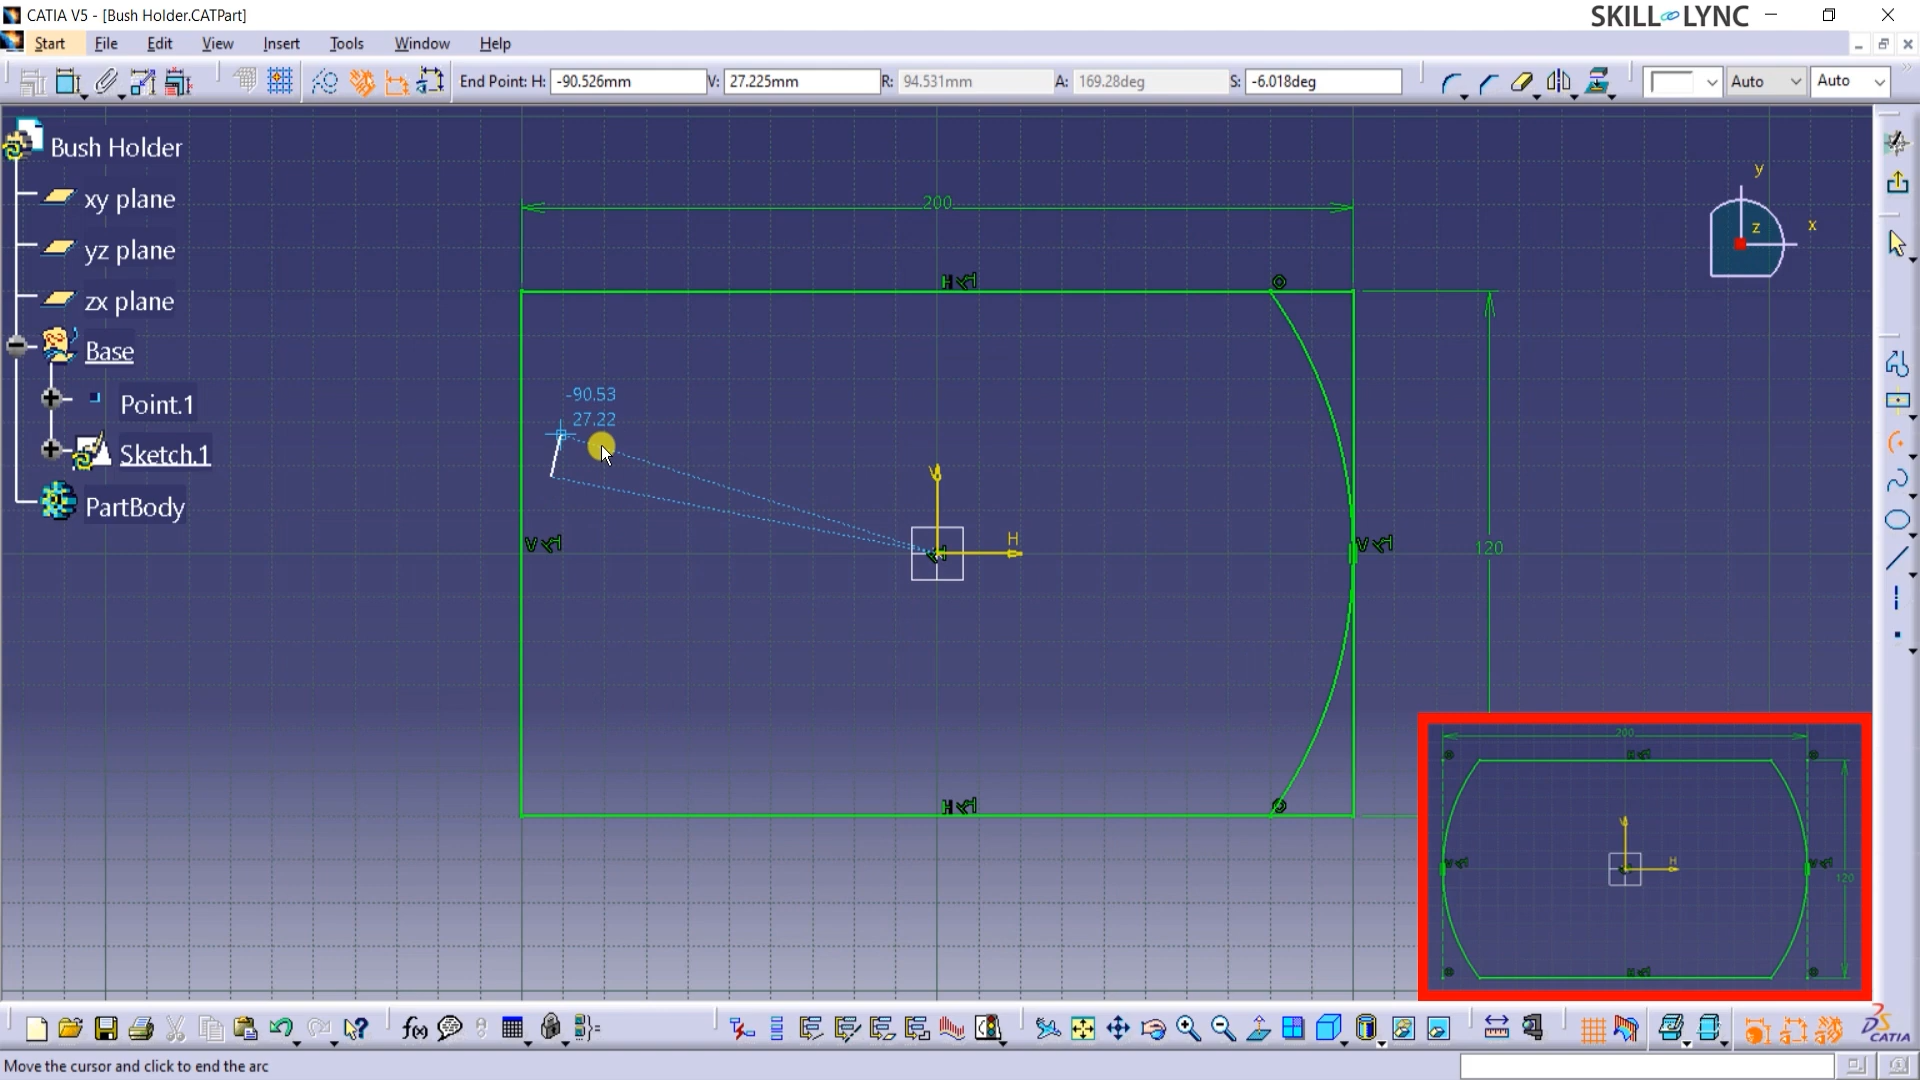 CATIA V5 - [Bush Holder.CATPart]
SKILL LYNC
Start File Edit View Insert Tools Window Help
End Point: H: -90.526mm V: 27.225mm R: 94.531mm A: 169.28deg S: -6.018deg
Auto Auto
Bush Holder
xy plane
yz plane
zx plane
Base
Point.1
Sketch.1
PartBody
y
x
z
200
H
-90.53
27.22
V
H
V
V
120
H
200
H
V
H
V
V
120
H
f(x)
CATIA
Move the cursor and click to end the arc